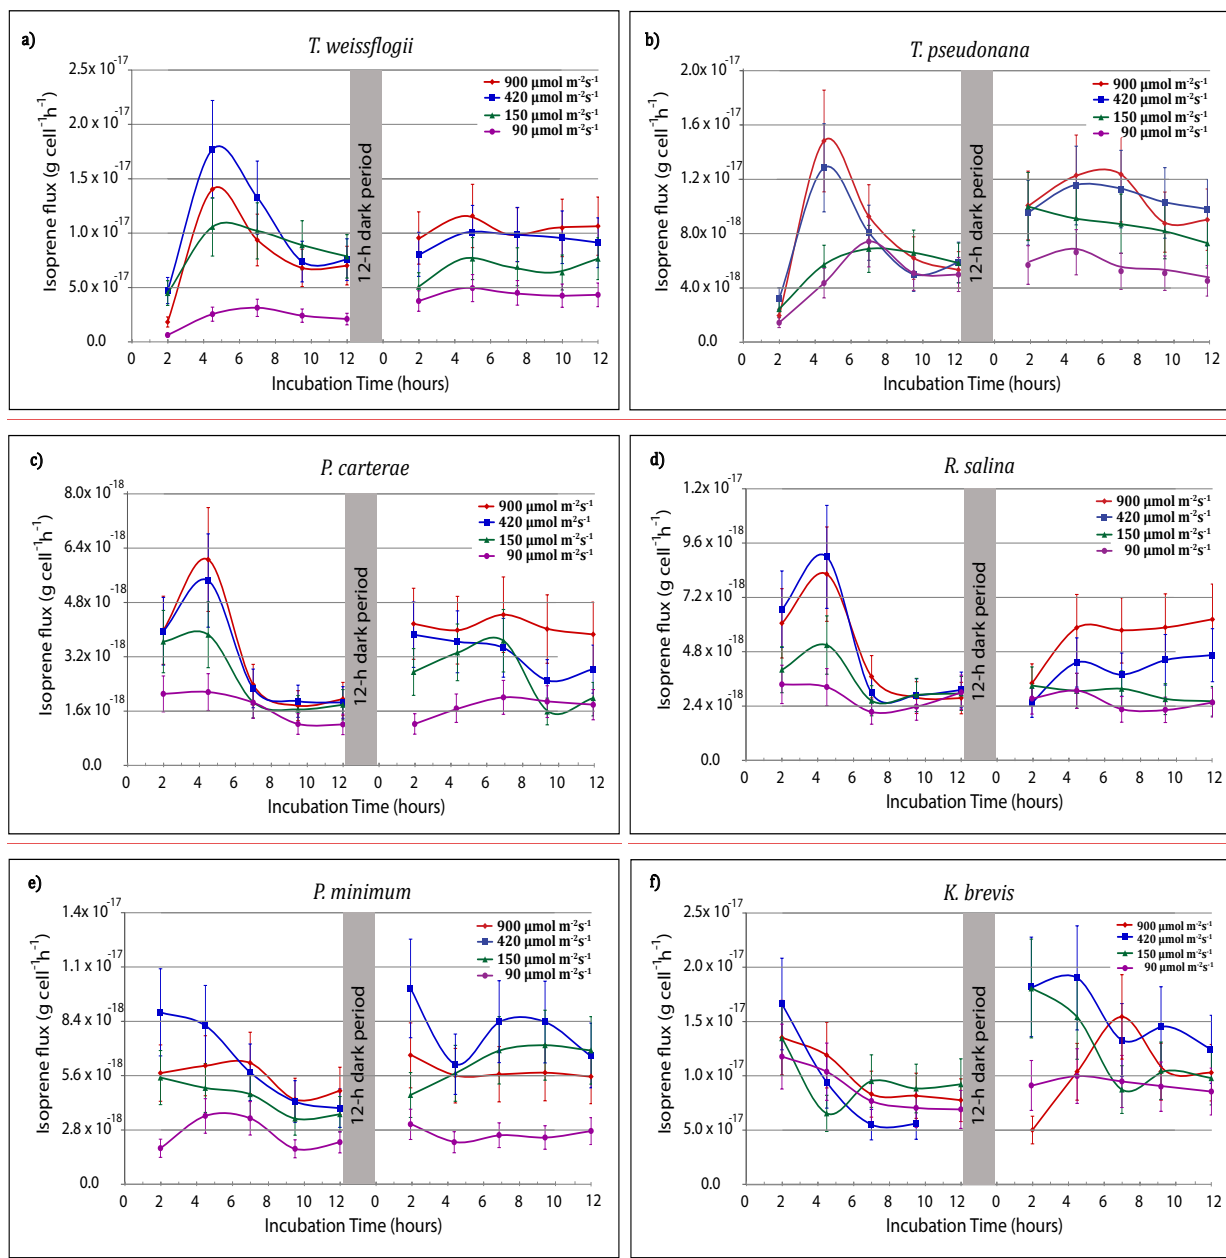 a)
T. weissflogii
2.5x 10⁻¹⁷
2.0 x 10⁻¹⁷
1.5x 10⁻¹⁷
1.0x 10⁻¹⁷
5.0x 10⁻¹⁷
0.0
Isoprene flux (g cell⁻¹h⁻¹)
900 μmol m⁻²s⁻¹
420 μmol m⁻²s⁻¹
150 μmol m⁻²s⁻¹
90 μmol m⁻²s⁻¹
12-h dark period
0 2 4 6 8 10 12 0 2 4 6 8 10 12
Incubation Time (hours)
b)
T. pseudonana
2.0 x 10⁻¹⁷
1.6x 10⁻¹⁷
1.2x 10⁻¹⁷
8.0x 10⁻¹⁸
4.0x 10⁻¹⁸
0.0
Isoprene flux (g cell⁻¹h⁻¹)
900 μmol m⁻²s⁻¹
420 μmol m⁻²s⁻¹
150 μmol m⁻²s⁻¹
90 μmol m⁻²s⁻¹
12-h dark period
0 2 4 6 8 10 12 0 2 4 6 8 10 12
Incubation Time (hours)
c)
P. carterae
8.0x 10⁻¹⁸
6.4x 10⁻¹⁸
4.8x 10⁻¹⁸
3.2x 10⁻¹⁸
1.6x 10⁻¹⁸
0.0
Isoprene flux (g cell⁻¹h⁻¹)
900 μmol m⁻²s⁻¹
420 μmol m²s⁻¹
150 μmol m⁻²s⁻¹
90 μmol m⁻²s⁻¹
12-h dark period
0 2 4 6 8 10 12 0 2 4 6 8 10 12
Incubation Time (hours)
d)
R. salina
1.2x 10⁻¹⁷
9.6x 10⁻¹⁸
7.2x 10⁻¹⁸
4.8x 10⁻¹⁸
2.4x 10⁻¹⁸
0.0
Isoprene flux (g cell⁻¹h⁻¹)
900 μmol m⁻²s⁻¹
420 μmol m⁻²s⁻¹
150 μmol m⁻²s⁻¹
90 μmol m⁻²s⁻¹
12-h dark period
0 2 4 6 8 10 12 0 2 4 6 8 10 12
Incubation Time (hours)
e)
P. minimum
1.4x 10⁻¹⁷
1.1x 10⁻¹⁷
8.4x 10⁻¹⁸
5.6x 10⁻¹⁸
2.8x 10⁻¹⁸
0.0
Isoprene flux (g cell⁻¹h⁻¹)
900 μmol m⁻²s⁻¹
420 μmol m⁻²s⁻¹
150 μmol m⁻²s⁻¹
90 μmol m⁻²s⁻¹
12-h dark period
0 2 4 6 8 10 12 0 2 4 6 8 10 12
Incubation Time (hours)
f)
K. brevis
2.5x 10⁻¹⁷
2.0x 10⁻¹⁷
1.5x 10⁻¹⁷
1.0x 10⁻¹⁷
5.0x 10⁻¹⁸
0.0
Isoprene flux (g cell⁻¹h⁻¹)
900 μmol m⁻²s⁻¹
420 μmol m⁻²s⁻¹
150 μmol m⁻²s⁻¹
90 μmol m⁻²s⁻¹
12-h dark period
0 2 4 6 8 10 12 0 2 4 6 8 10 12
Incubation Time (hours)